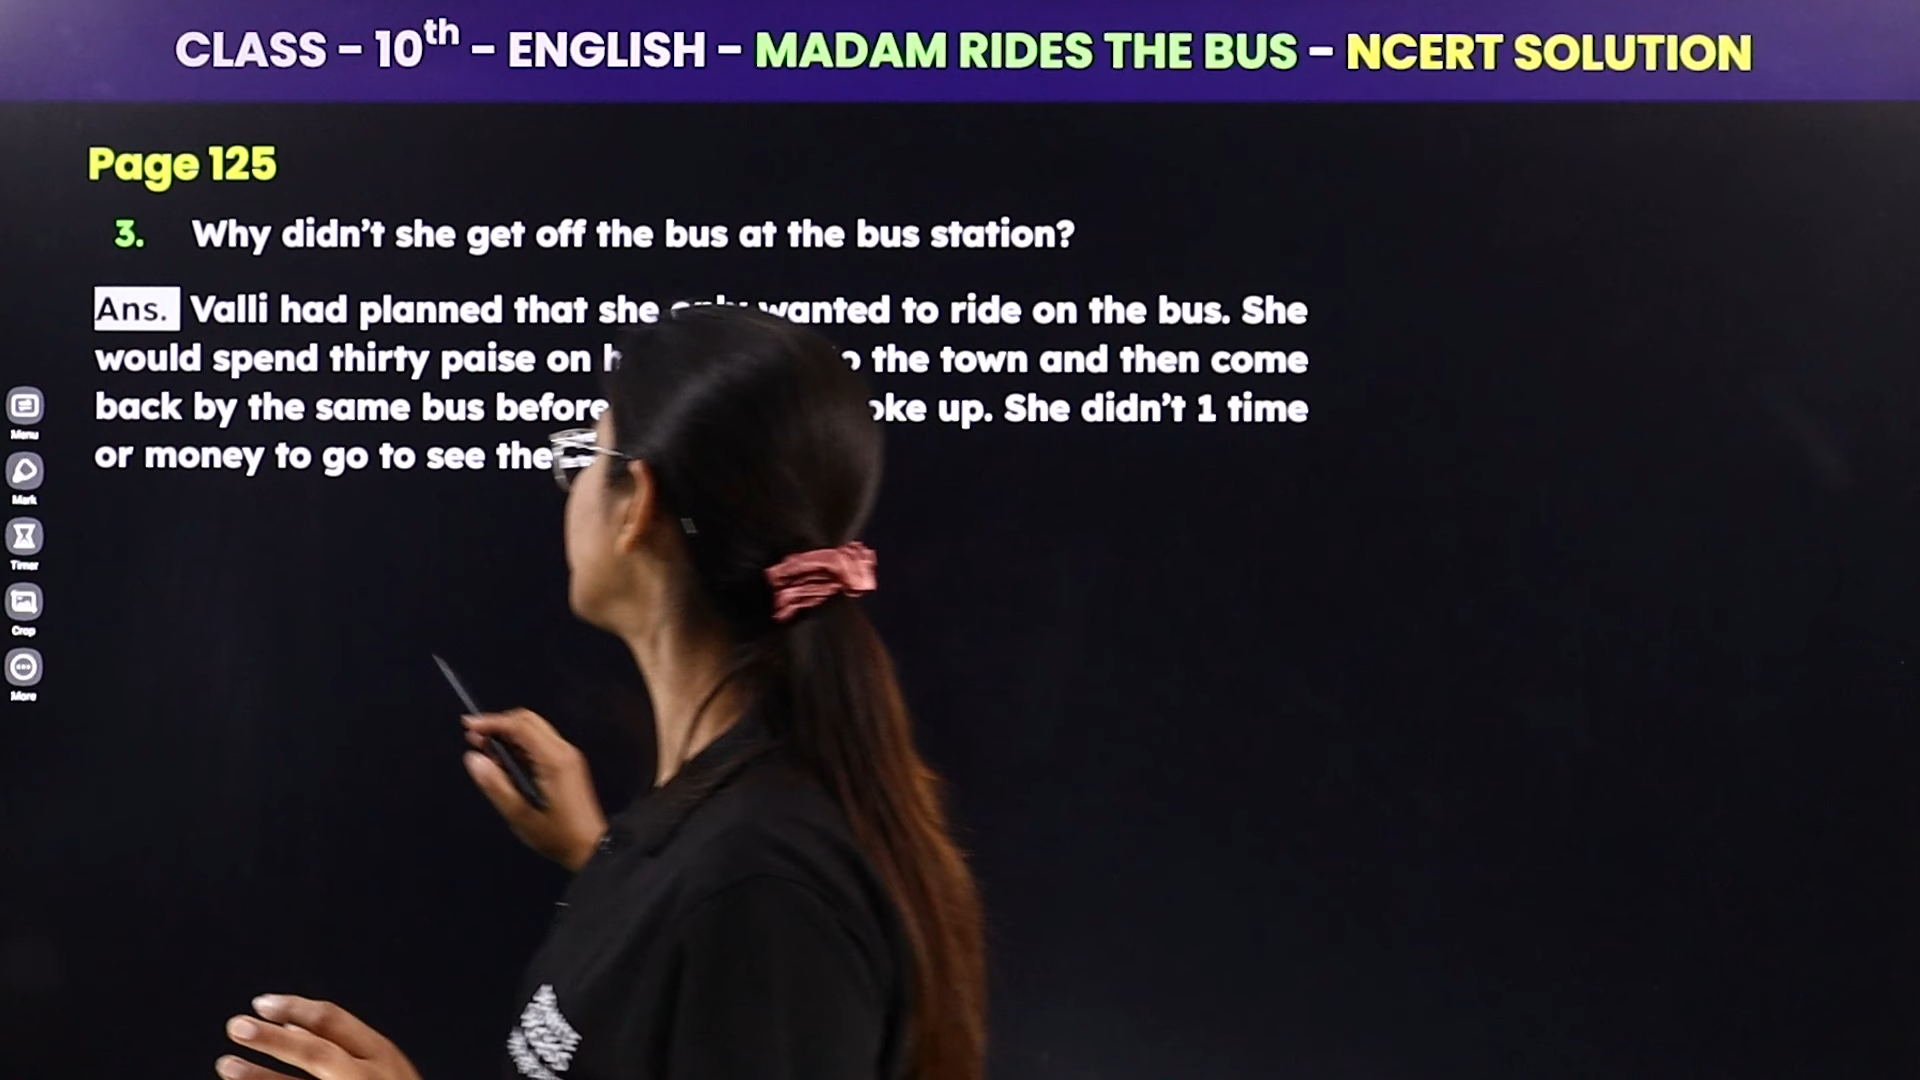 CLASS – 10th – ENGLISH – MADAM RIDES THE BUS – NCERT SOLUTION
Page 125
3. Why didn't she get off the bus at the bus station?
Ans. Valli had planned that she only wanted to ride on the bus. She
would spend thirty paise on the town and then come
back by the same bus before up. She didn't 1 time
or money to go to see the
Menu
Mark
Timer
Crop
More